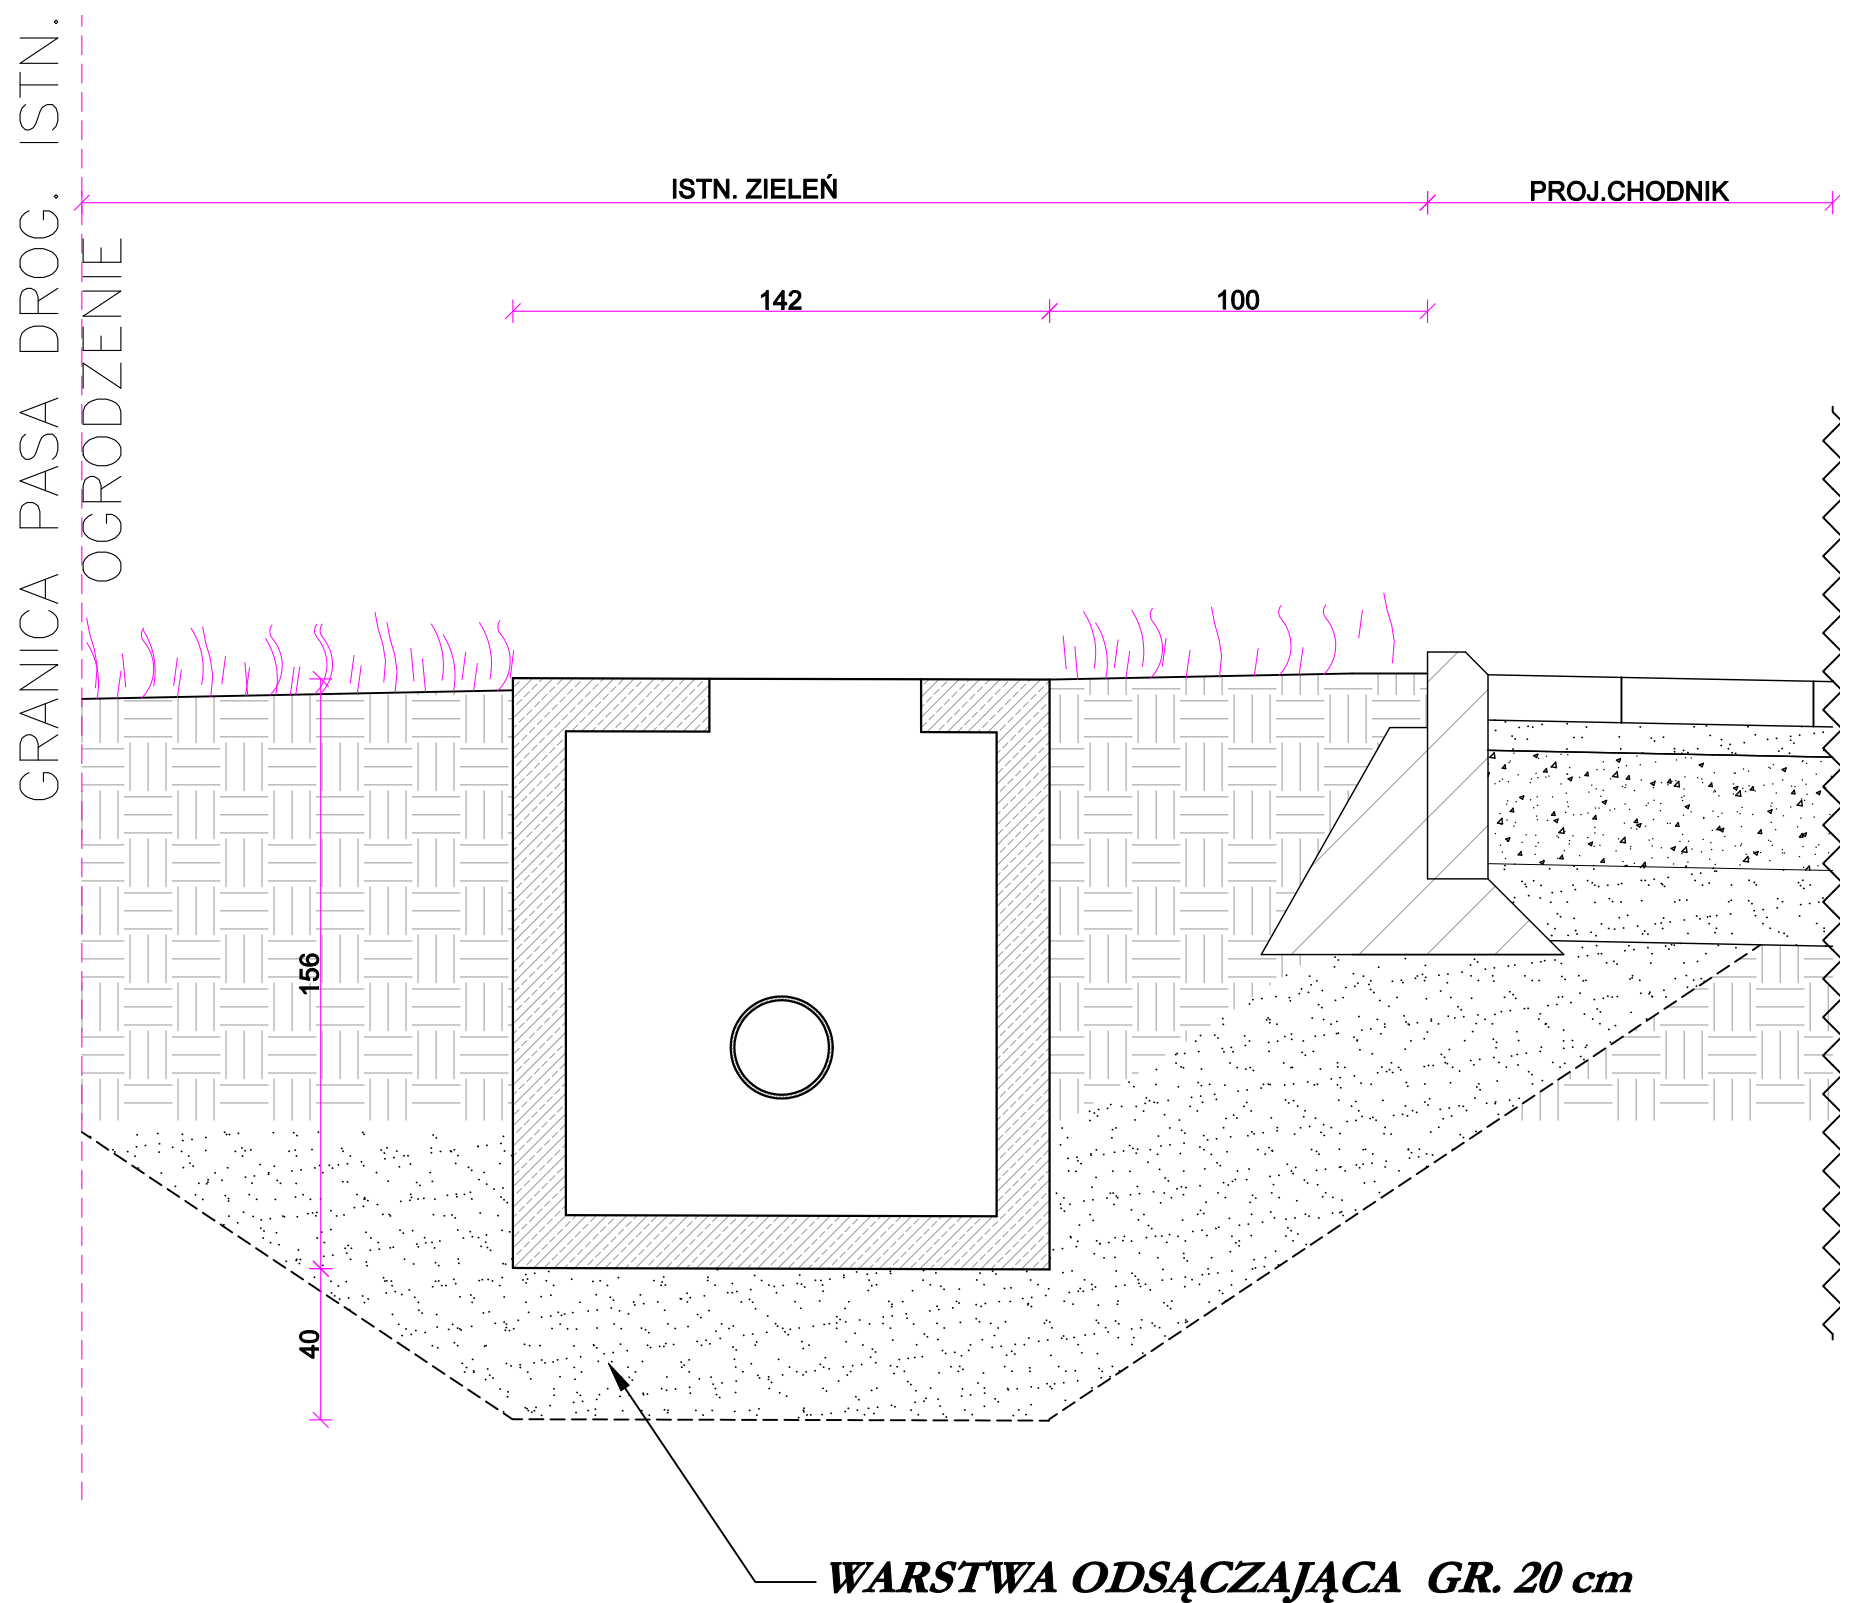 GRANICA PASA DROG. ISTN.
OGRODZENIE
ISTN. ZIELEŃ
PROJ.CHODNIK
142
100
156
40
WARSTWA ODSĄCZAJĄCA GR. 20 cm